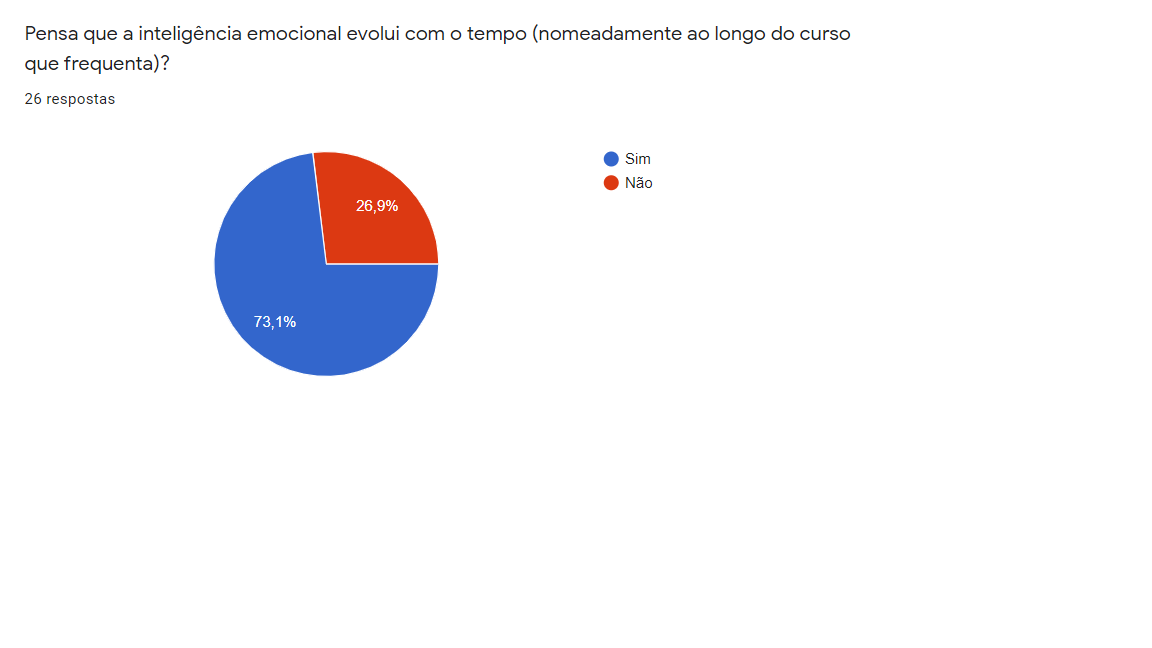 Pensa que a inteligência emocional evolui com o tempo (nomeadamente ao longo do curso
que frequenta)?
26 respostas
Sim
Não
26,9%
73,1%